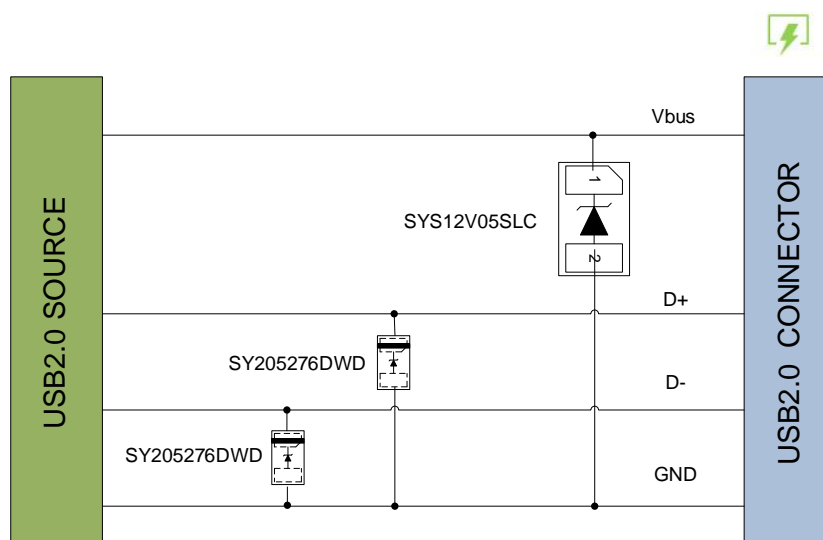 Vbus
1
SYS12V05SLC
2
D+
SY205276DWD
D-
SY205276DWD
GND
USB2.0 SOURCE
USB2.0 CONNECTOR